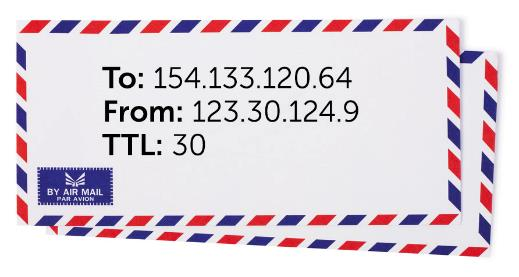 To: 154.133.120.64
From: 123.30.124.9
TTL: 30
BY AIR MAIL
PAR AVION